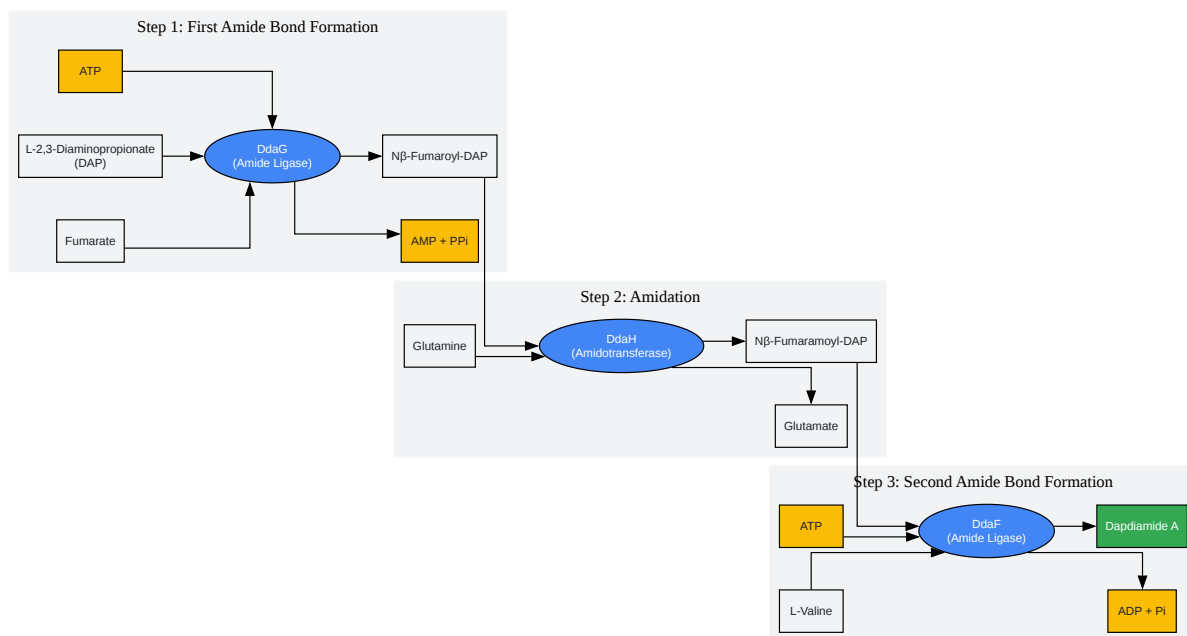 Step 1: First Amide Bond Formation
ATP
L-2,3-Diaminopropionate
(DAP)
DdaG
(Amide Ligase)
Nβ-Fumaroyl-DAP
Fumarate
AMP + PPi
Step 2: Amidation
Glutamine
DdaH
(Amidotransferase)
Nβ-Fumaramoyl-DAP
Glutamate
Step 3: Second Amide Bond Formation
ATP
DdaF
(Amide Ligase)
Dapdiamide A
L-Valine
ADP + Pi